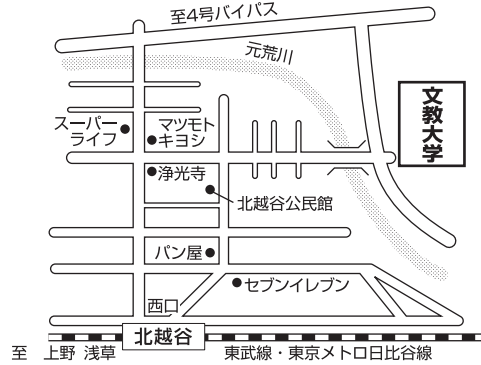 至4号バイパス
元荒川
文教大学
スーパー
ライフ
マツモト
キヨシ
浄光寺
北越谷公民館
パン屋
セブンイレブン
西口
北越谷
至 上野 浅草
東武線・東京メトロ日比谷線